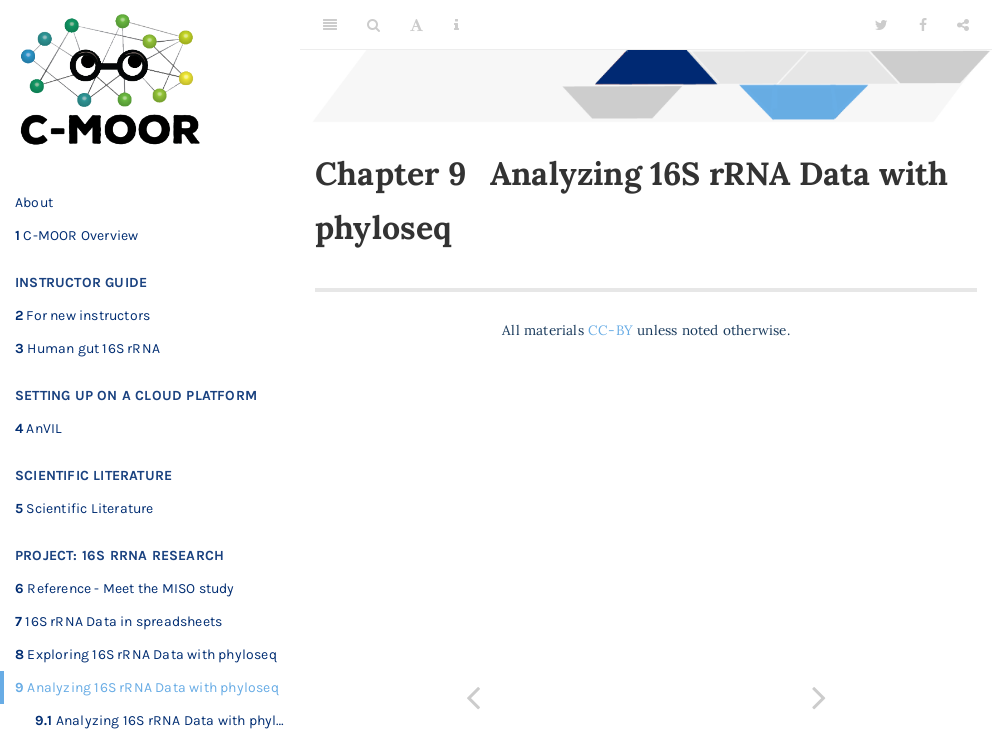 C-MOOR
About
1 C-MOOR Overview
INSTRUCTOR GUIDE
2 For new instructors
3 Human gut 16S rRNA
SETTING UP ON A CLOUD PLATFORM
4 AnVIL
SCIENTIFIC LITERATURE
5 Scientific Literature
PROJECT: 16S RRNA RESEARCH
6 Reference - Meet the MISO study
7 16S rRNA Data in spreadsheets
8 Exploring 16S rRNA Data with phyloseq
9 Analyzing 16S rRNA Data with phyloseq
9.1 Analyzing 16S rRNA Data with phyl…
Chapter 9 Analyzing 16S rRNA Data with
phyloseq
All materials CC-BY unless noted otherwise.